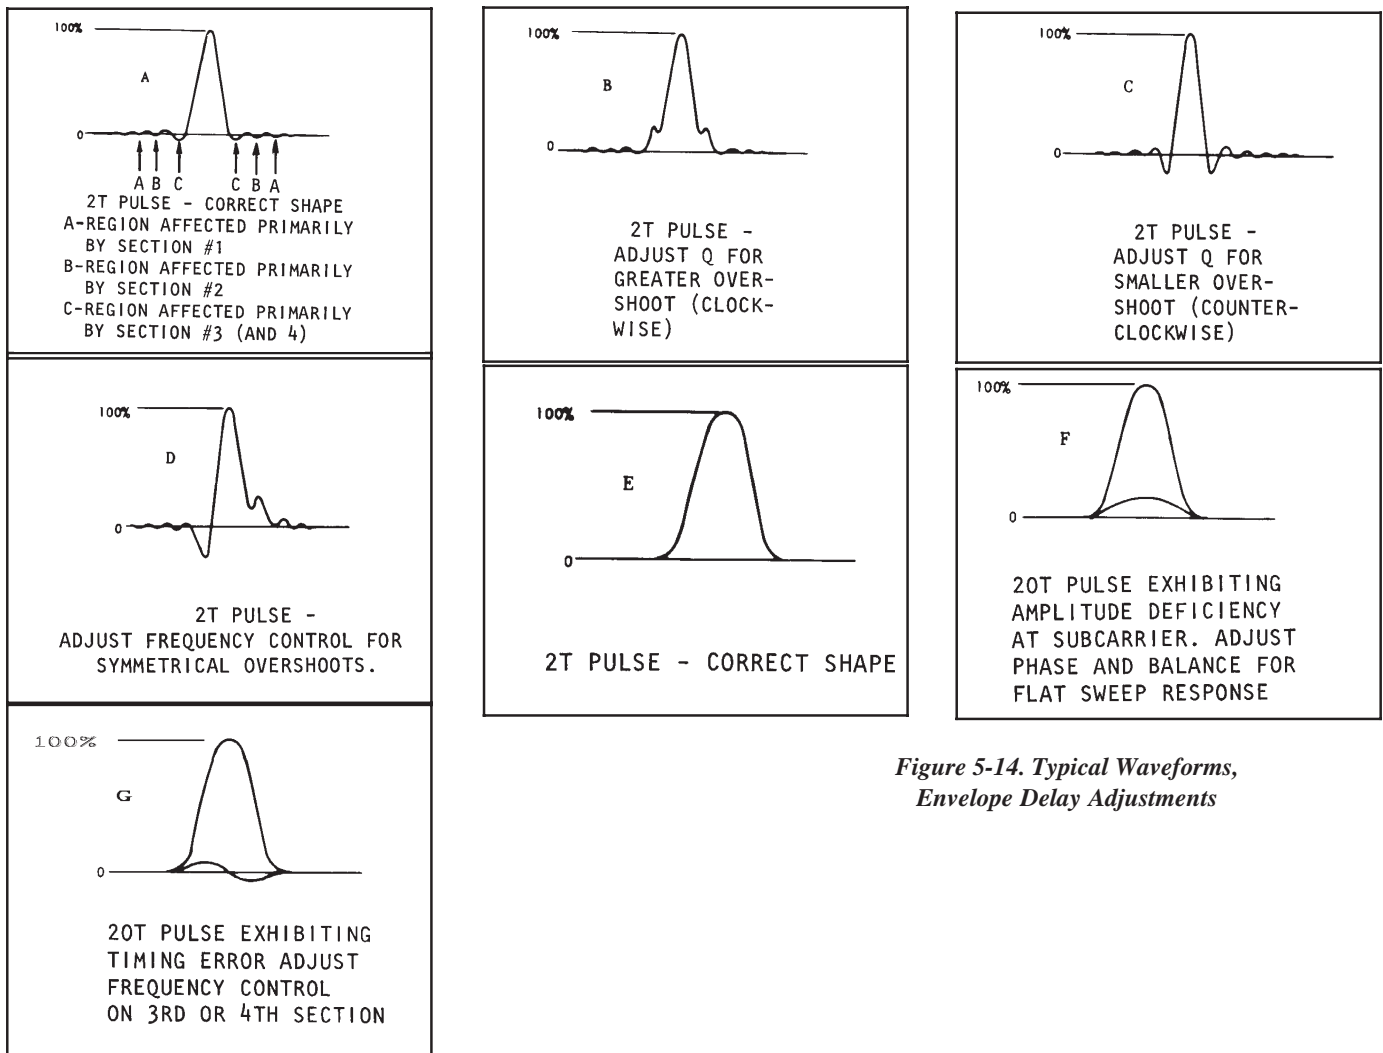 100%
A
0
A B C C B A
2T PULSE - CORRECT SHAPE
A-REGION AFFECTED PRIMARILY
BY SECTION #1
B-REGION AFFECTED PRIMARILY
BY SECTION #2
C-REGION AFFECTED PRIMARILY
BY SECTION #3 (AND 4)
100%
B
0
2T PULSE -
ADJUST Q FOR
GREATER OVER-
SHOOT (CLOCK-
WISE)
100%
C
0
2T PULSE -
ADJUST Q FOR
SMALLER OVER-
SHOOT (COUNTER-
CLOCKWISE)
100%
D
0
2T PULSE -
ADJUST FREQUENCY CONTROL FOR
SYMMETRICAL OVERSHOOTS.
100%
E
0
2T PULSE - CORRECT SHAPE
100%
F
0
20T PULSE EXHIBITING
AMPLITUDE DEFICIENCY
AT SUBCARRIER. ADJUST
PHASE AND BALANCE FOR
FLAT SWEEP RESPONSE
100%
G
0
20T PULSE EXHIBITING
TIMING ERROR ADJUST
FREQUENCY CONTROL
ON 3RD OR 4TH SECTION
Figure 5-14. Typical Waveforms,
Envelope Delay Adjustments